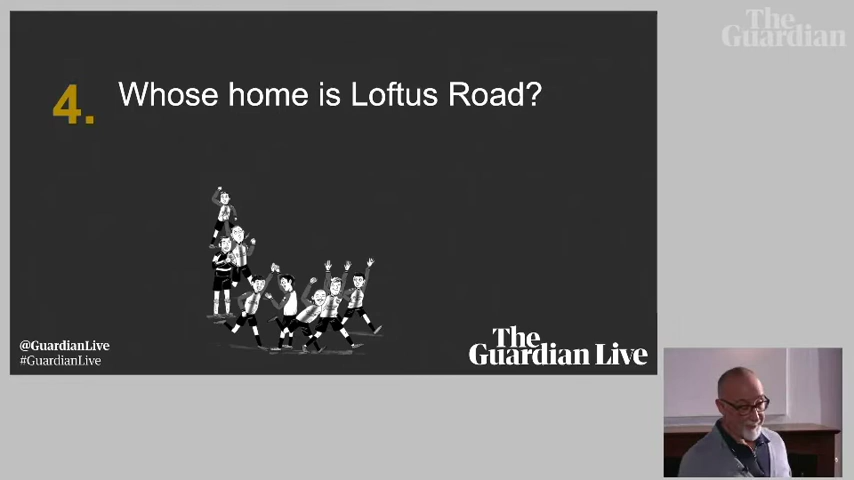 The
Guardian
4. Whose home is Loftus Road?
@GuardianLive
#GuardianLive
The
Guardian Live